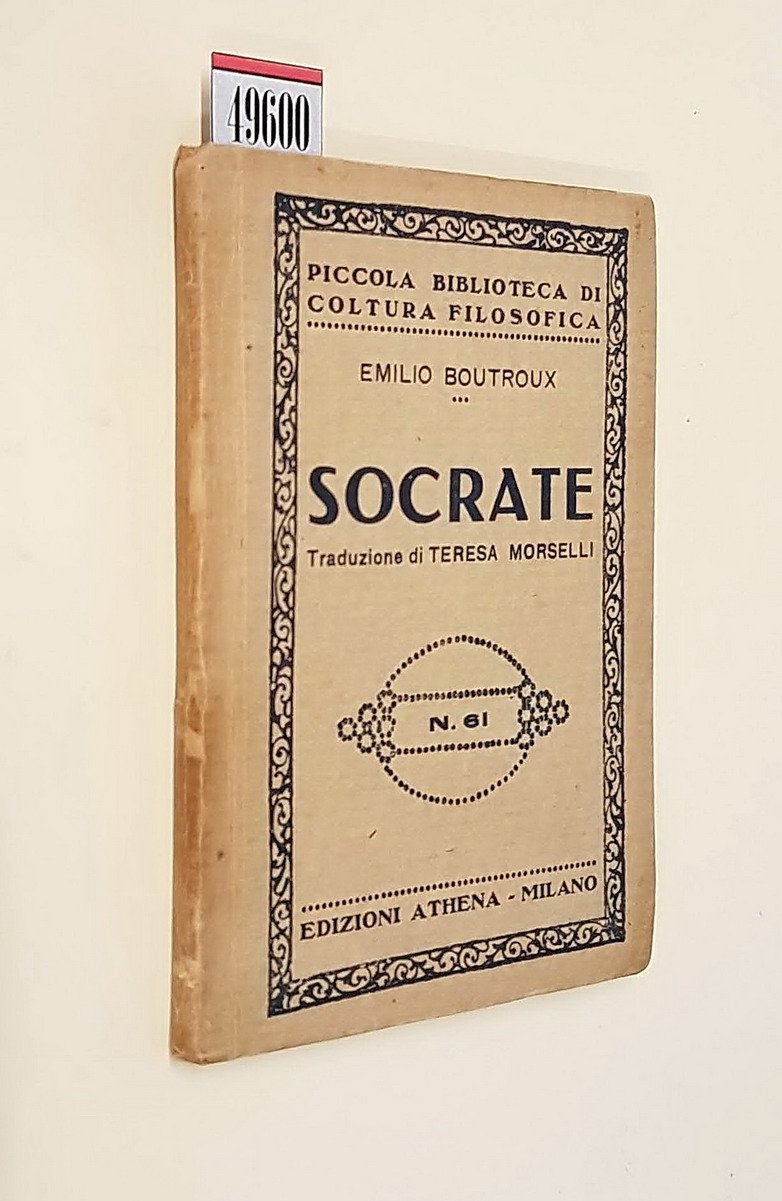 49600
PICCOLA BIBLIOTECA DI
COLTURA FILOSOFICA
EMILIO BOUTROUX
SOCRATE
Traduzione di TERESA MORSELLI
N. 61
EDIZIONI ATHENA - MILANO